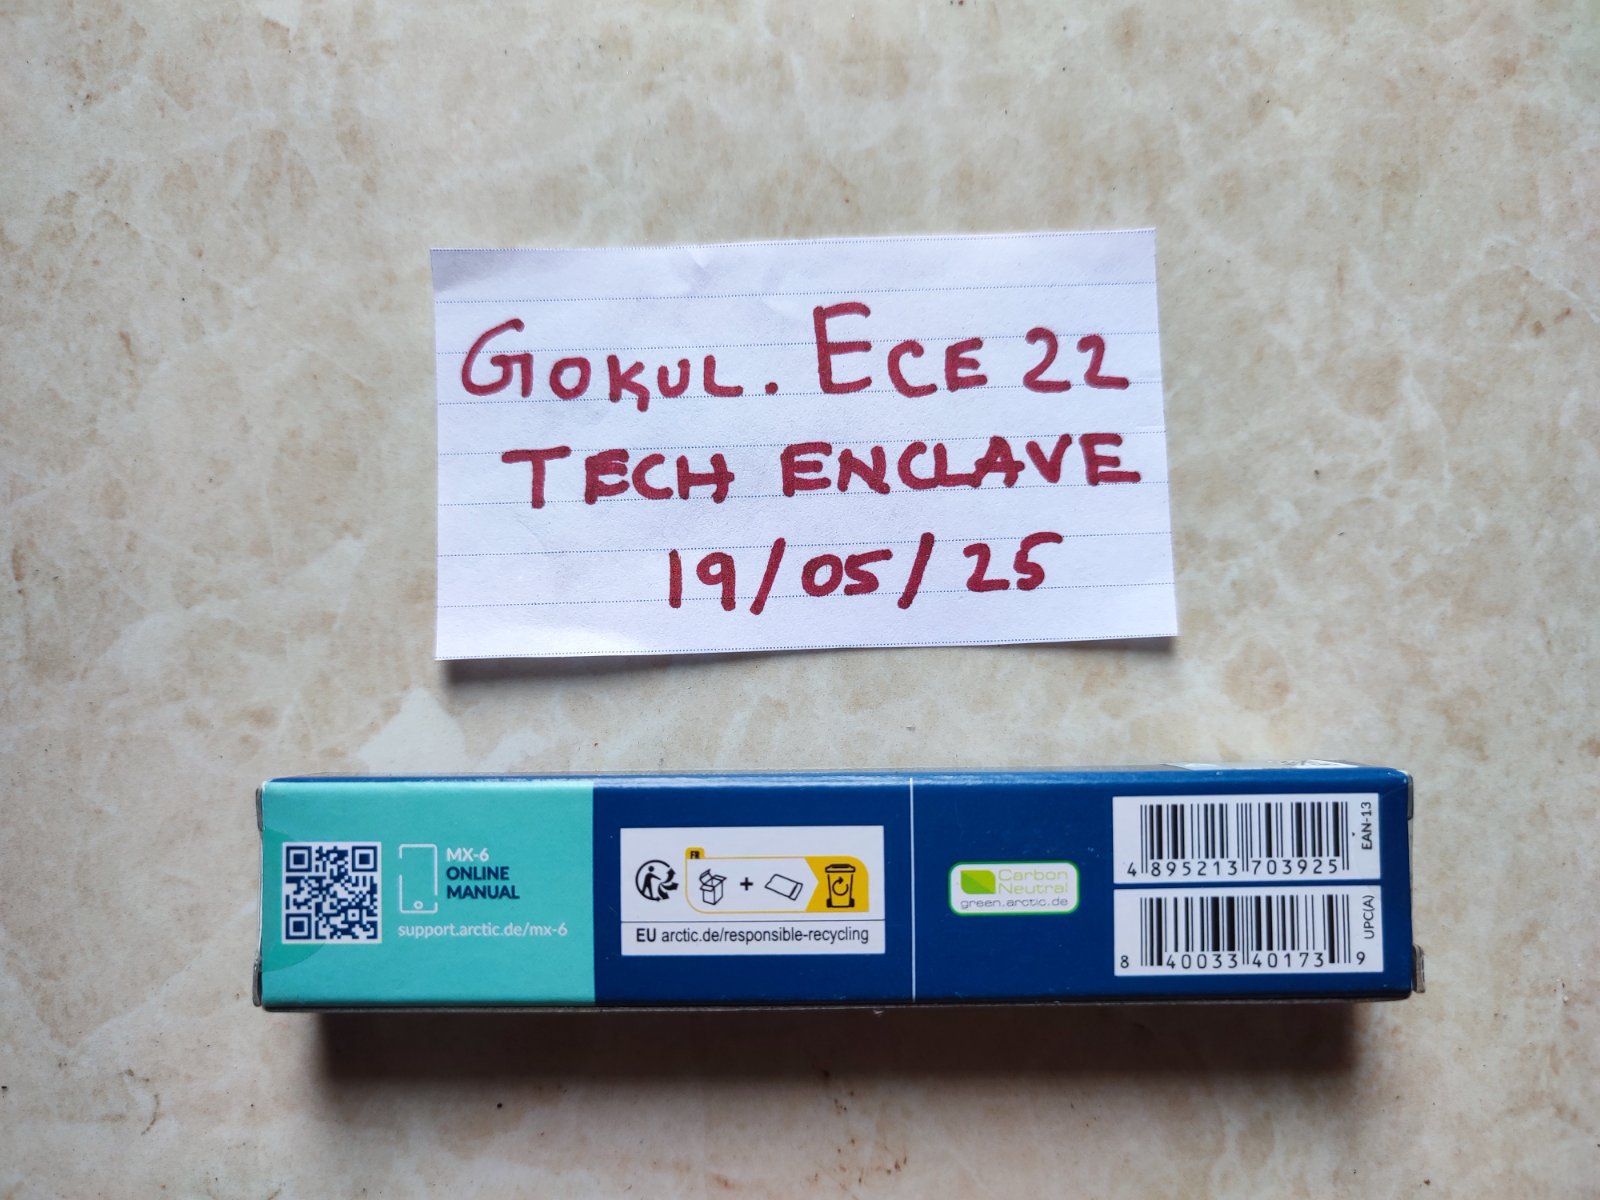 GOKUL. ECE 22
TECH ENCLAVE
19/05/25
MX-6
ONLINE
MANUAL
support.arctic.de/mx-6
FR
+
EU arctic.de/responsible-recycling
Carbon
Neutral
green.arctic.de
4 895213 703925
EAN-13
8 40033 40173 9
UPC(A)